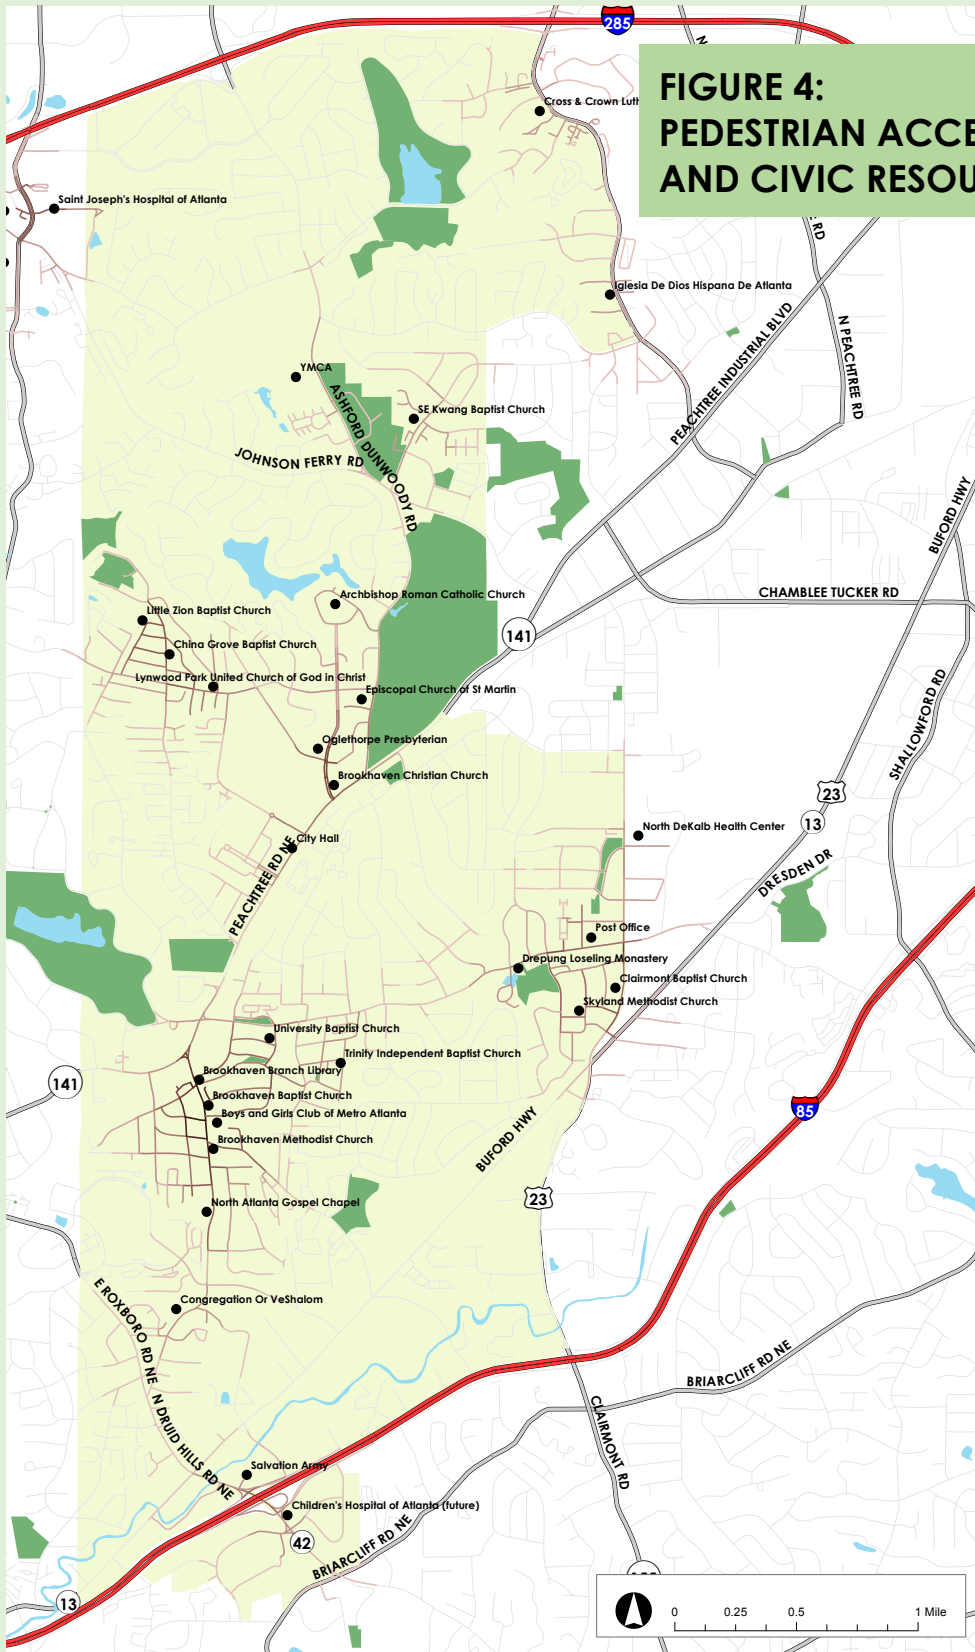 285
FIGURE 4:
PEDESTRIAN ACCE
AND CIVIC RESOU
N
Cross & Crown Luth
Saint Joseph's Hospital of Atlanta
RD
Iglesia De Dios Hispana De Atlanta
PEACHTREE INDUSTRIAL BLVD
N PEACHTREE RD
YMCA
ASHFORD DUNWOODY RD
SE Kwang Baptist Church
JOHNSON FERRY RD
BUFORD HWY
CHAMBLEE TUCKER RD
Archbishop Roman Catholic Church
Little Zion Baptist Church
141
China Grove Baptist Church
Lynwood Park United Church of God in Christ
Episcopal Church of St Martin
SHALLOWFORD RD
Oglethorpe Presbyterian
Brookhaven Christian Church
23
13
North DeKalb Health Center
City Hall
PEACHTREE RD NE
DRESDEN DR
Post Office
Drepung Loseling Monastery
Clairmont Baptist Church
Skyland Methodist Church
University Baptist Church
Trinity Independent Baptist Church
Brookhaven Branch Library
141
Brookhaven Baptist Church
Boys and Girls Club of Metro Atlanta
85
Brookhaven Methodist Church
BUFORD HWY
23
North Atlanta Gospel Chapel
Congregation Or VeShalom
E ROXBORO RD NE
BRIARCLIFF RD NE
N DRUID HILLS RD NE
CLAIRMONT RD
Salvation Army
Children's Hospital of Atlanta (future)
42
BRIARCLIFF RD NE
13
0 0.25 0.5 1 Mile